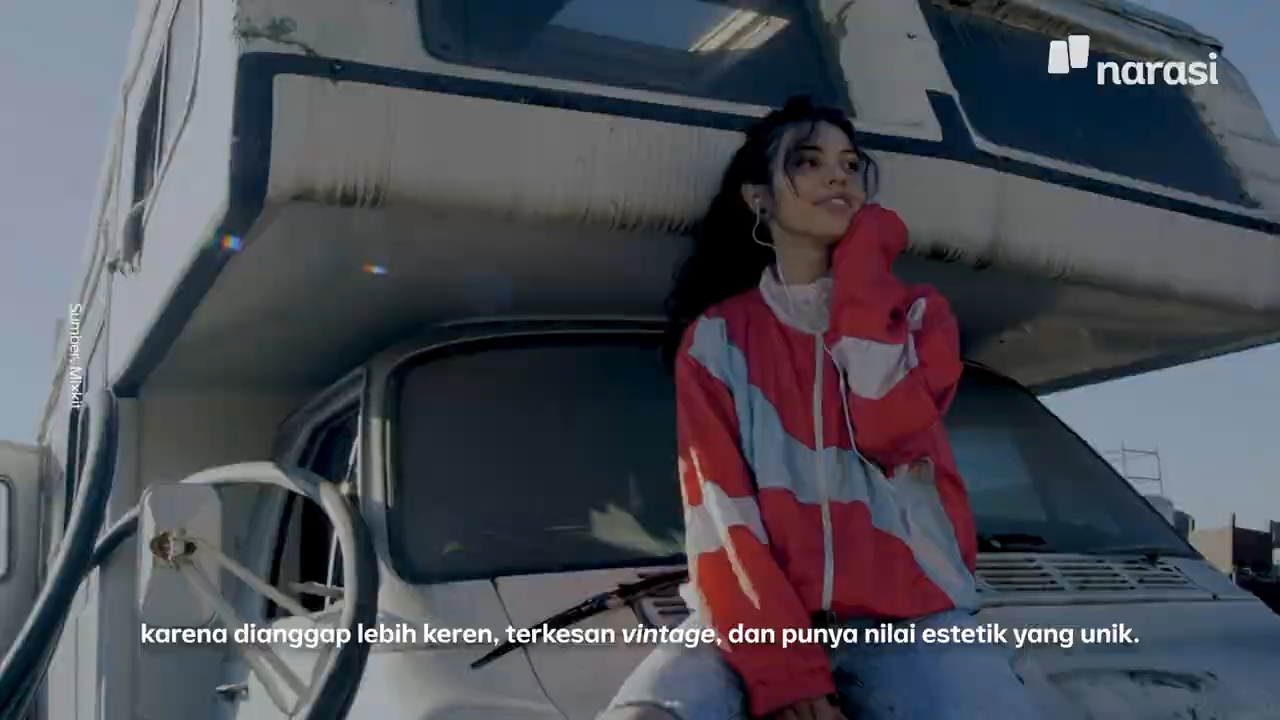 narasi
Sumber: Mixkit
karena dianggap lebih keren, terkesan vintage, dan punya nilai estetik yang unik.